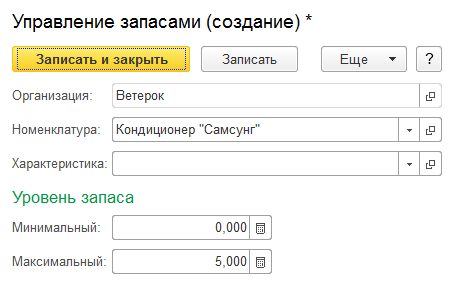 Управление запасами (создание) *
Записать и закрыть Записать Еще ?
Организация: Ветерок
Номенклатура: Кондиционер "Самсунг"
Характеристика:
Уровень запаса
Минимальный: 0,000
Максимальный: 5,000